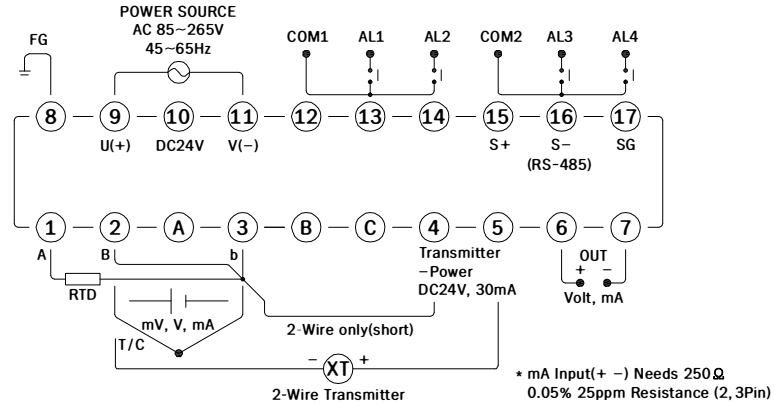 POWER SOURCE
AC 85~265V
45~65Hz
FG
COM1 AL1 AL2 COM2 AL3 AL4
8 9 10 11 12 13 14 15 16 17
U(+) DC24V V(-) S+ S- SG
(RS-485)
1 2 A 3 B C 4 5 6 7
A B b
Transmitter
-Power
DC24V, 30mA
OUT
+ -
Volt, mA
RTD
mV, V, mA
2-Wire only(short)
T/C
- XT +
2-Wire Transmitter
* mA Input(+ -) Needs 250Ω
0.05% 25ppm Resistance (2,3Pin)